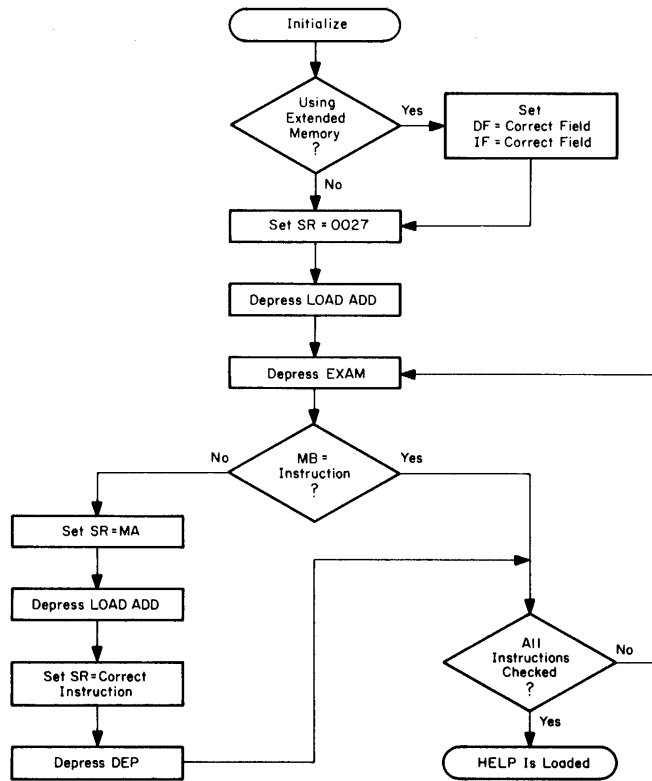 Initialize
Using
Extended
Memory
?
Yes
Set
DF = Correct Field
IF = Correct Field
No
Set SR = 0027
Depress LOAD ADD
Depress EXAM
No
MB =
Instruction
?
Yes
Set SR=MA
Depress LOAD ADD
Set SR=Correct
Instruction
Depress DEP
All
Instructions
Checked
?
No
Yes
HELP Is Loaded